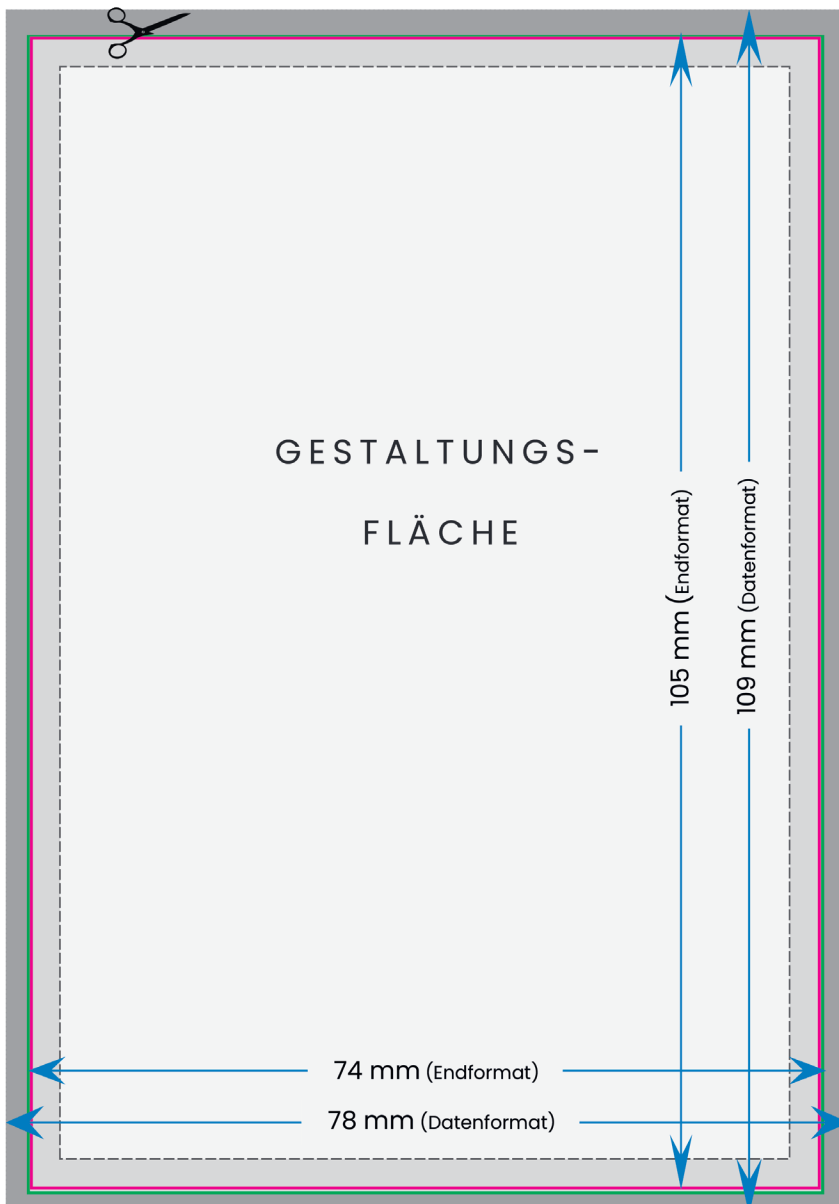 GESTALTUNGS-
FLÄCHE
105 mm (Endformat)
109 mm (Datenformat)
74 mm (Endformat)
78 mm (Datenformat)